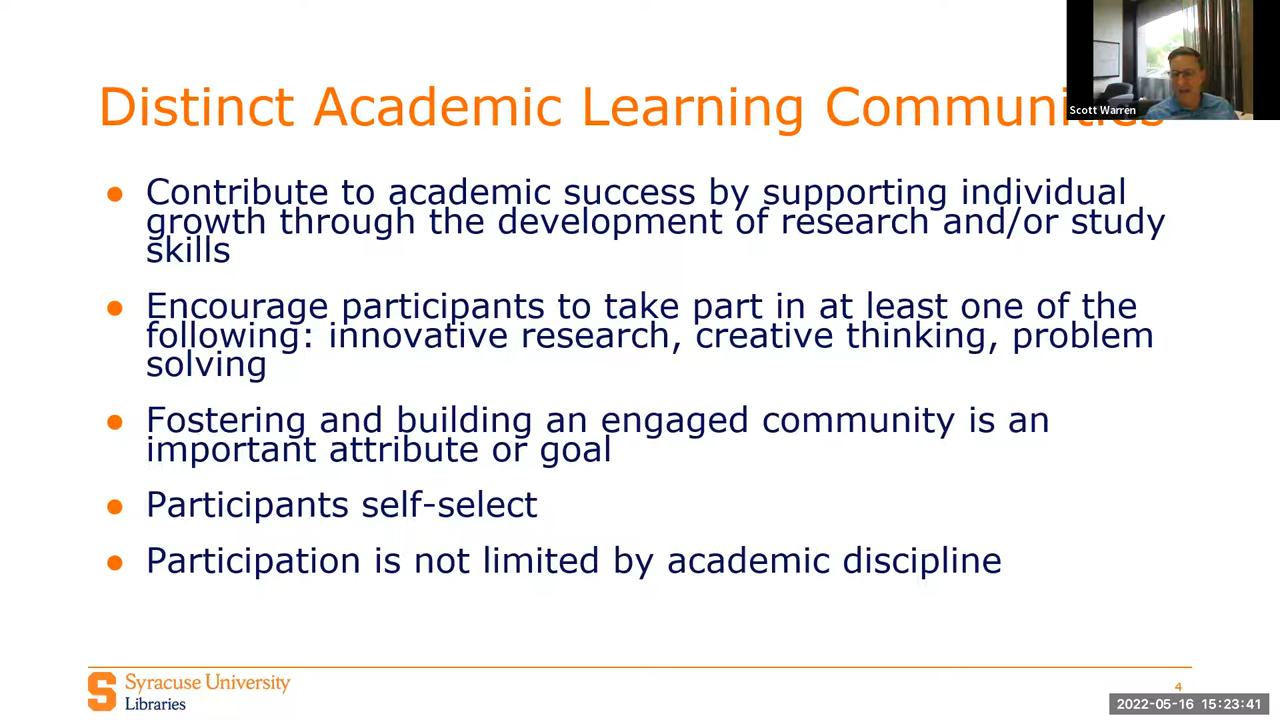 Distinct Academic Learning Communities
Scott Warren
● Contribute to academic success by supporting individual
growth through the development of research and/or study
skills
● Encourage participants to take part in at least one of the
following: innovative research, creative thinking, problem
solving
● Fostering and building an engaged community is an
important attribute or goal
● Participants self-select
● Participation is not limited by academic discipline
S Syracuse University
Libraries
4
2022-05-16 15:23:41